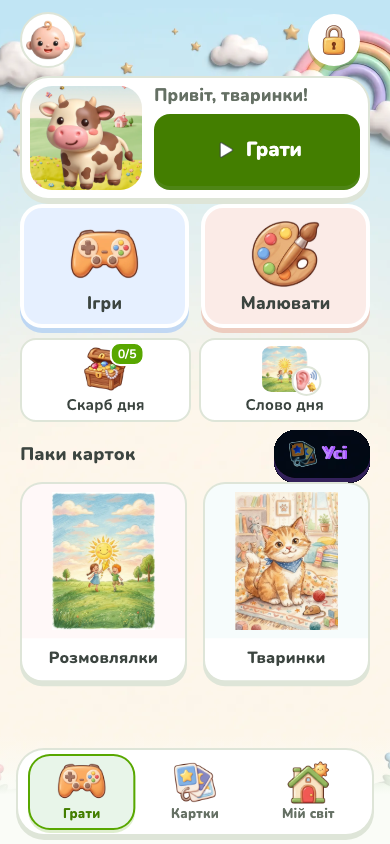 Привіт, тваринки!
Грати
Ігри
Малювати
0/5
Скарб дня
Слово дня
Паки карток
Усі
Розмовлялки
Тваринки
Грати
Картки
Мій світ